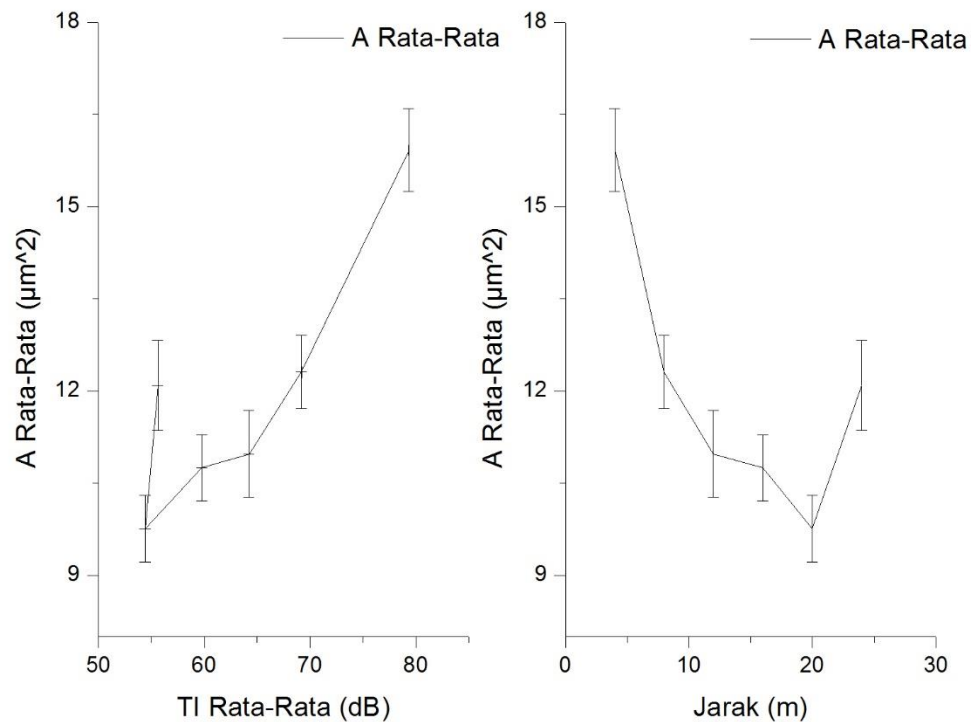 A Rata-Rata
18
15
12
9
A Rata-Rata (µm^2)
50 60 70 80
TI Rata-Rata (dB)
A Rata-Rata
18
15
12
9
A Rata-Rata (µm^2)
0 10 20 30
Jarak (m)